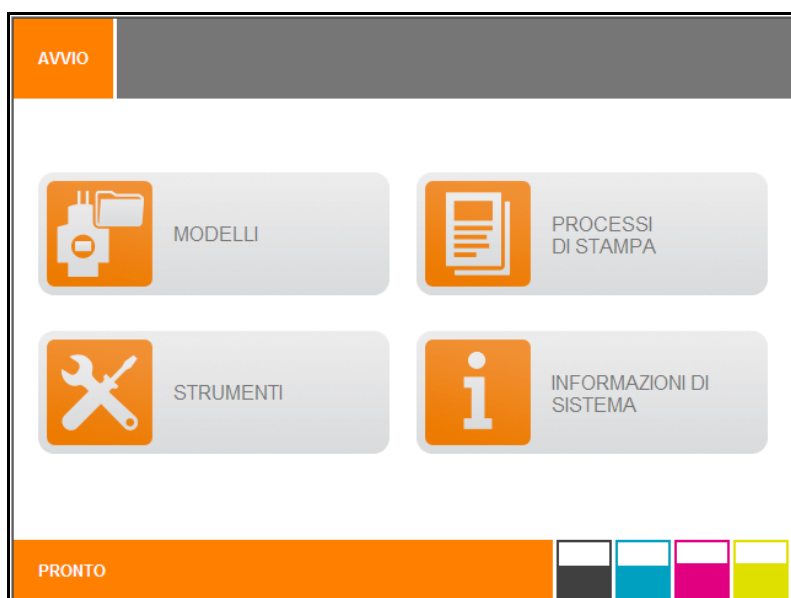 AVVIO
MODELLI
PROCESSI
DI STAMPA
STRUMENTI
INFORMAZIONI DI
SISTEMA
PRONTO